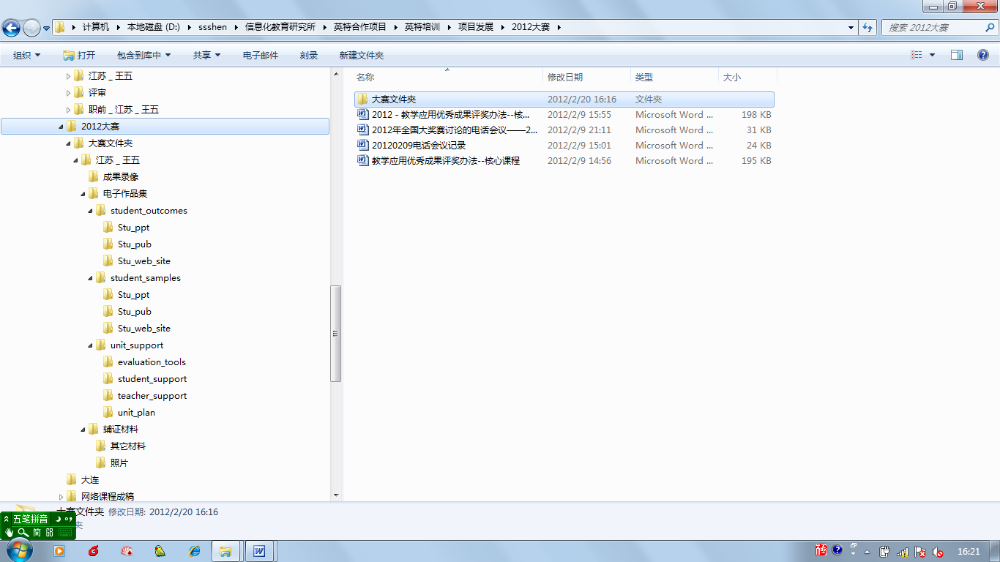 计算机 本地磁盘 (D:) ssshen 信息化教育研究所 英特合作项目 英特培训 项目发展 2012大赛 搜索 2012大赛
组织 打开 包含到库中 共享 电子邮件 刻录 新建文件夹
江苏 _ 王五
评审
职前 _ 江苏 _ 王五
2012大赛
大赛文件夹
江苏 _ 王五
成果录像
电子作品集
student_outcomes
Stu_ppt
Stu_pub
Stu_web_site
student_samples
Stu_ppt
Stu_pub
Stu_web_site
unit_support
evaluation_tools
student_support
teacher_support
unit_plan
辅证材料
其它材料
照片
大连
网络课程成稿
名称 修改日期 类型 大小
大赛文件夹 2012/2/20 16:16 文件夹
2012 - 教学应用优秀成果评奖办法--核... 2012/2/9 15:55 Microsoft Word ... 198 KB
2012年全国大奖赛讨论的电话会议——2... 2012/2/9 21:11 Microsoft Word ... 31 KB
20120209电话会议记录 2012/2/9 15:01 Microsoft Word ... 24 KB
教学应用优秀成果评奖办法--核心课程 2012/2/9 14:56 Microsoft Word ... 195 KB
大赛文件夹 修改日期: 2012/2/20 16:16
夹
五笔拼音
简
16:21